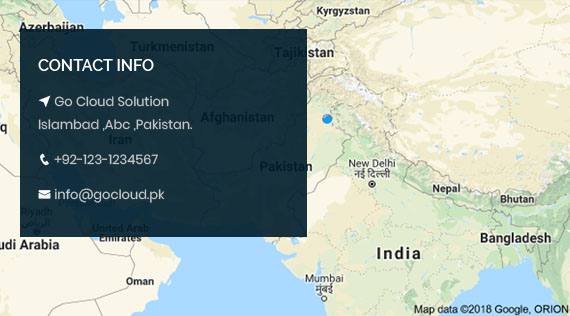 Kyrgyzstan
Azerbaijan
Turkmenistan
Tajikistan
CONTACT INFO
Go Cloud Solution
Islambad ,Abc ,Pakistan.
Afghanistan
Iran
+92-123-1234567
Pakistan
New Delhi
नई दिल्ली
info@gocloud.pk
Nepal
Bhutan
Riyadh
United Arab
Emirates
udi Arabia
Bangladesh
India
Oman
Mumbai
मुंबई
Map data ©2018 Google, ORION